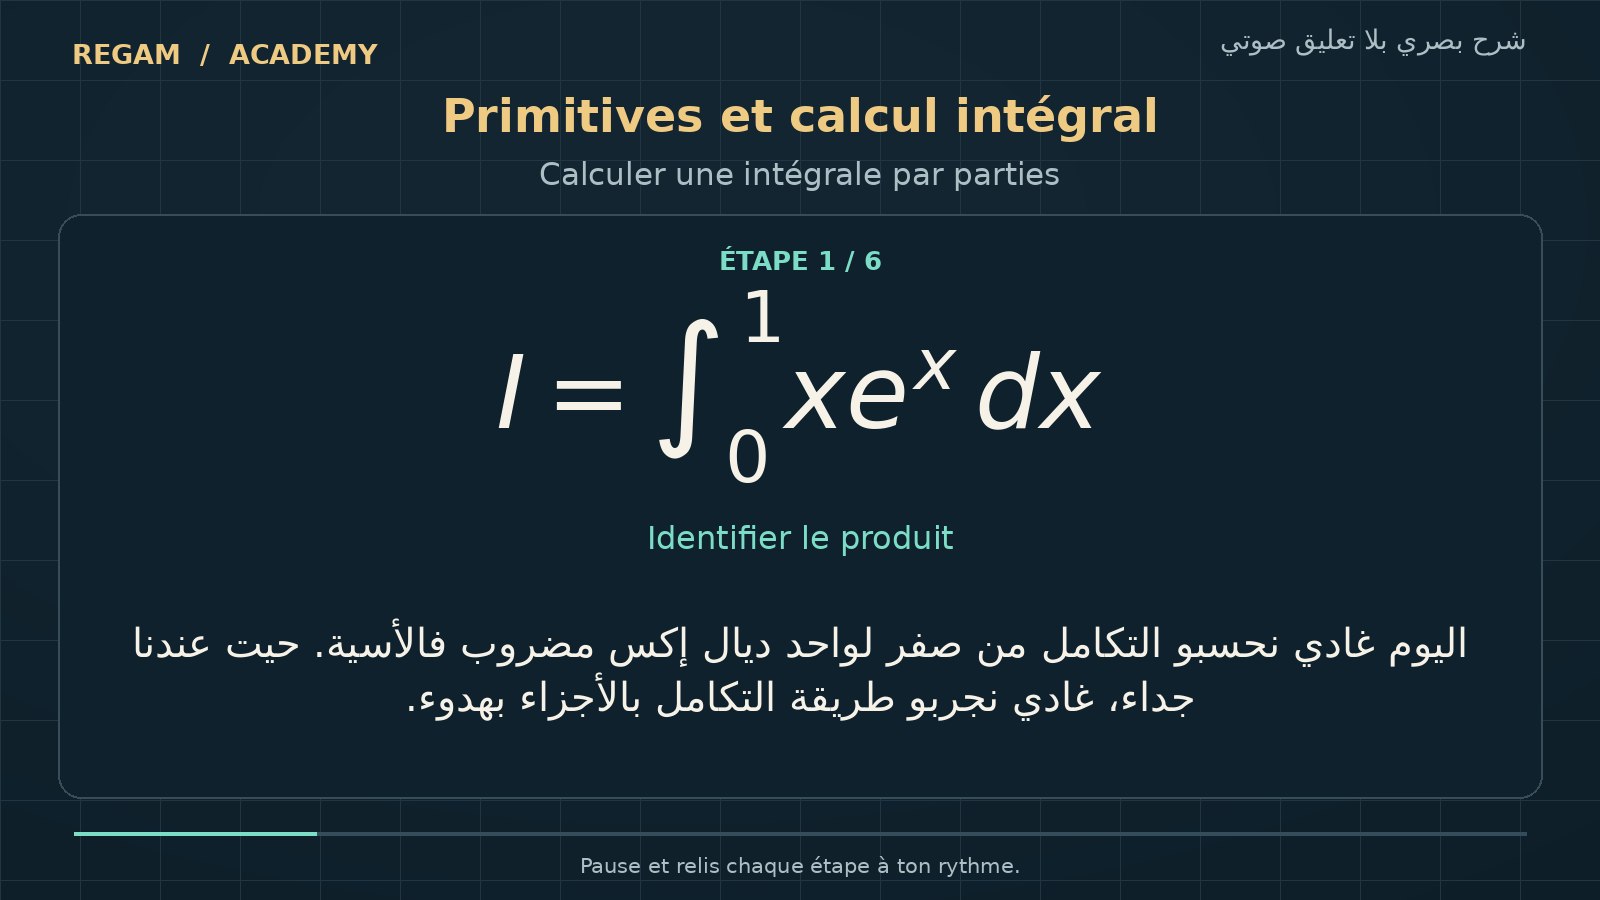 REGAM / ACADEMY
شرح بصري بلا تعليق صوتي
Primitives et calcul intégral
Calculer une intégrale par parties
ÉTAPE 1 / 6
I = ∫₀¹ xeˣ dx
Identifier le produit
اليوم غادي نحسبو التكامل من صفر لواحد ديال إكس مضروب فالأسية. حيت عندنا
جداء، غادي نجربو طريقة التكامل بالأجزاء بهدوء.
Pause et relis chaque étape à ton rythme.